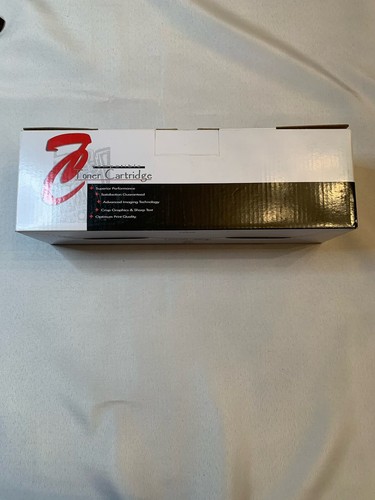 Toner Cartridge
Superior Performance
Satisfaction Guaranteed
Advanced Imaging Technology
Crisp Graphics & Sharp Text
Optimum Print Quality